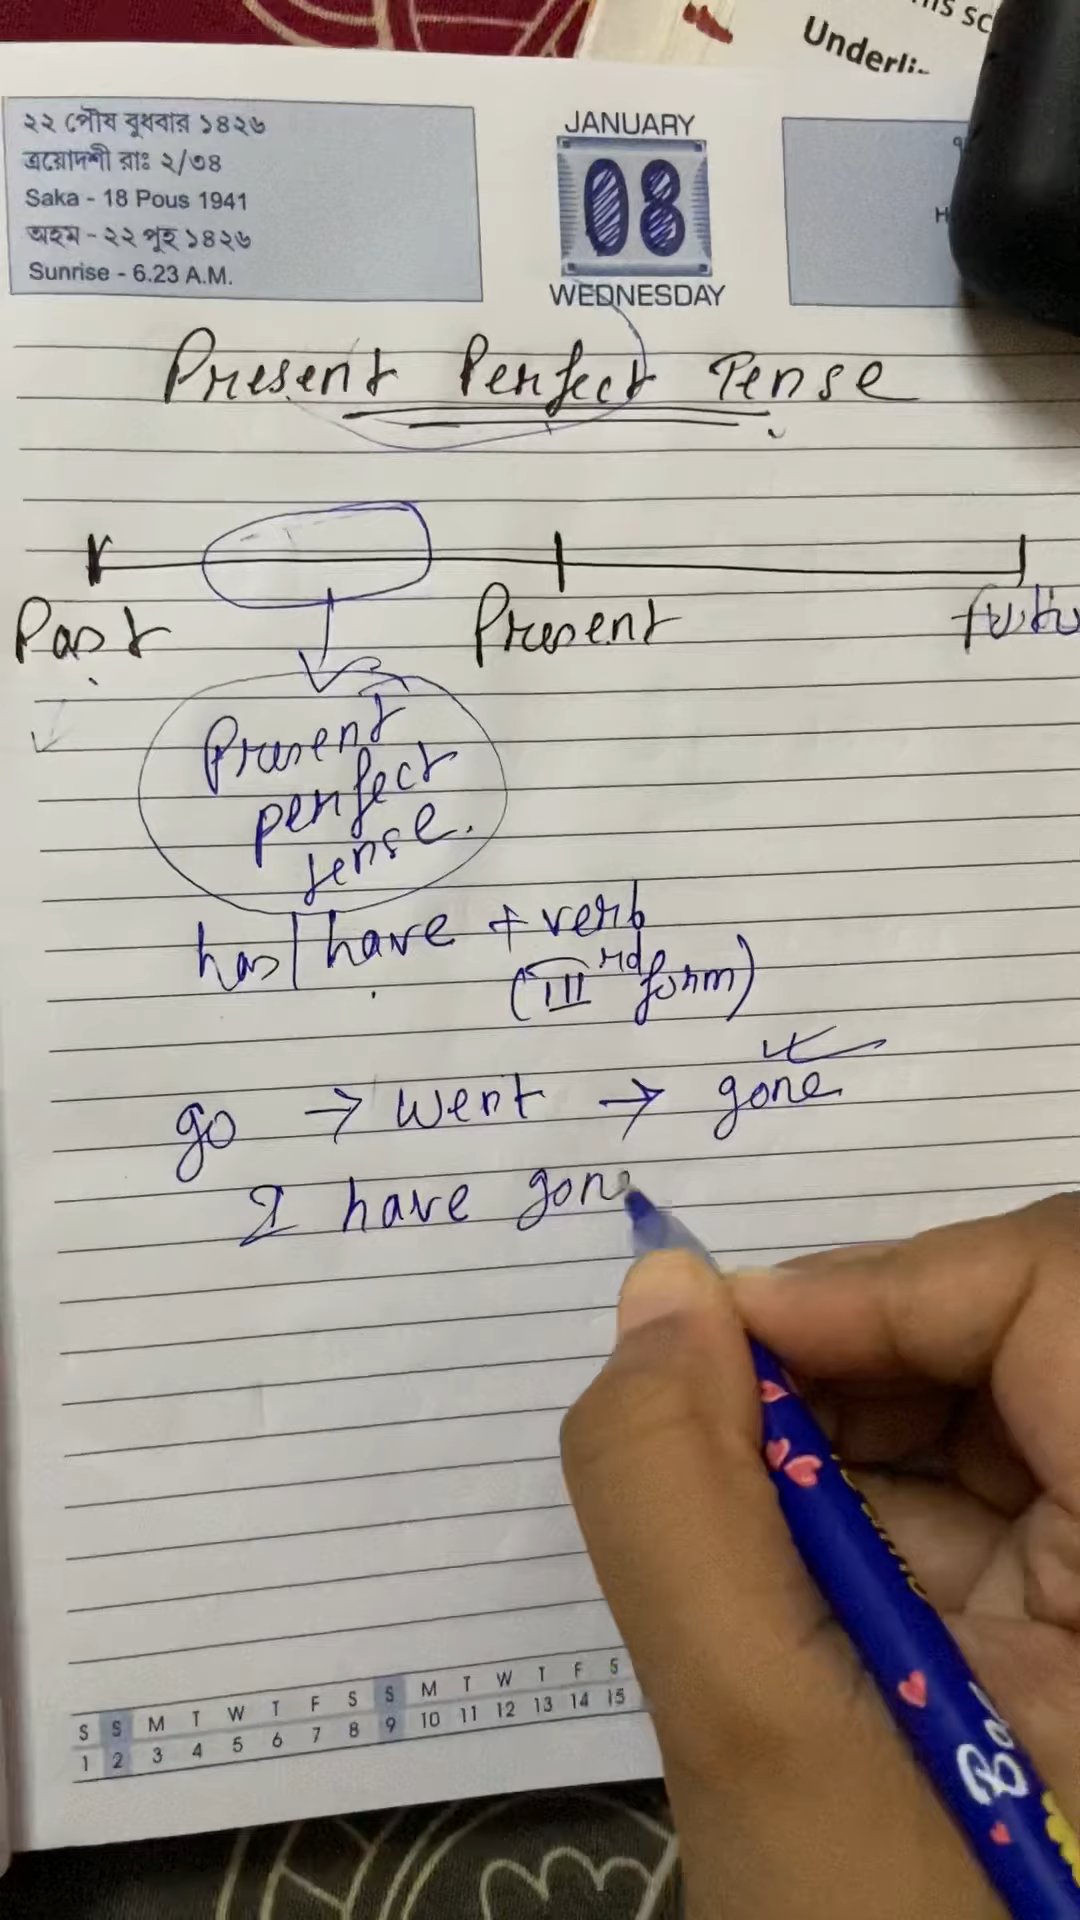 Underli
২২ পৌষ বুধবার ১৪২৬
ত্রয়োদশী রাঃ ২/৩৪
Saka - 18 Pous 1941
অহম - ২২ পুহ ১৪২৬
Sunrise - 6.23 A.M.
JANUARY
08
WEDNESDAY
Present Perfect Tense
Past Present
Present
perfect
tense.
has/have + verb
(III rd form)
go → went → gone
I have gone
S S M T W T F S S M T W T F S
1 2 3 4 5 6 7 8 9 10 11 12 13 14 15